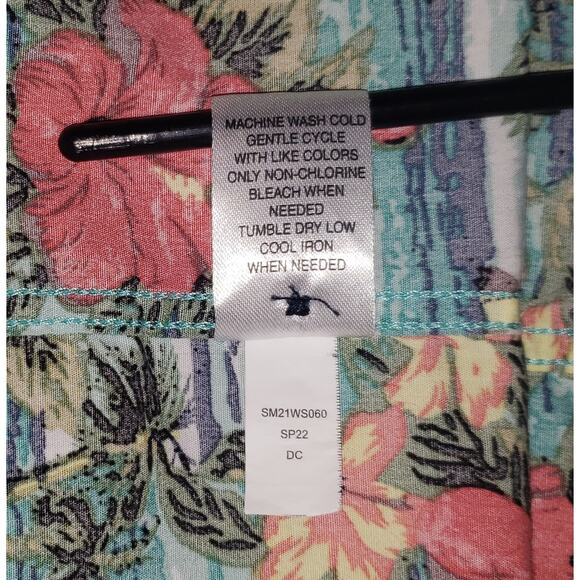 MACHINE WASH COLD
GENTLE CYCLE
WITH LIKE COLORS
ONLY NON-CHLORINE
BLEACH WHEN
NEEDED
TUMBLE DRY LOW
COOL IRON
WHEN NEEDED
SM21WS060
SP22
DC